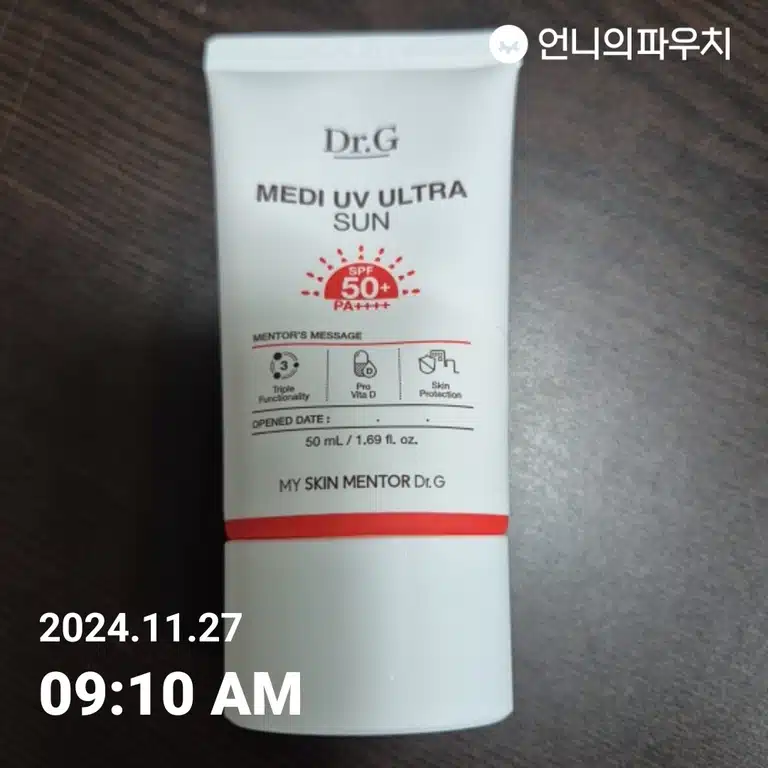 언니의파우치
Dr.G
MEDI UV ULTRA
SUN
SPF
50+
PA++++
MENTOR'S MESSAGE
3
D
Triple
Functionality
Pro
Vita D
Skin
Protection
OPENED DATE : . .
50 mL / 1.69 fl. oz.
MY SKIN MENTOR Dr.G
2024.11.27
09:10 AM